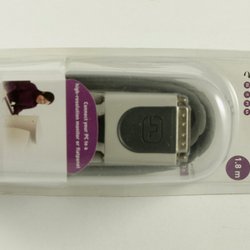 Connect your PC to a
high-resolution monitor or flatpanel
1.8 m